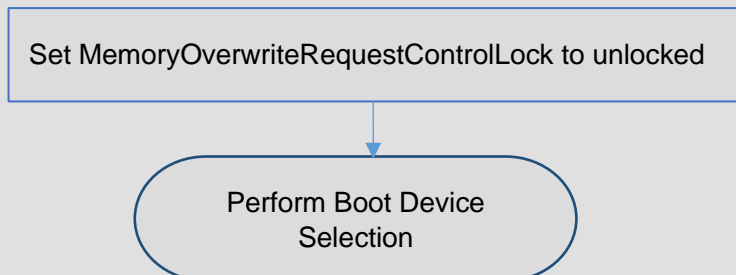 Set MemoryOverwriteRequestControlLock to unlocked
Perform Boot Device
Selection